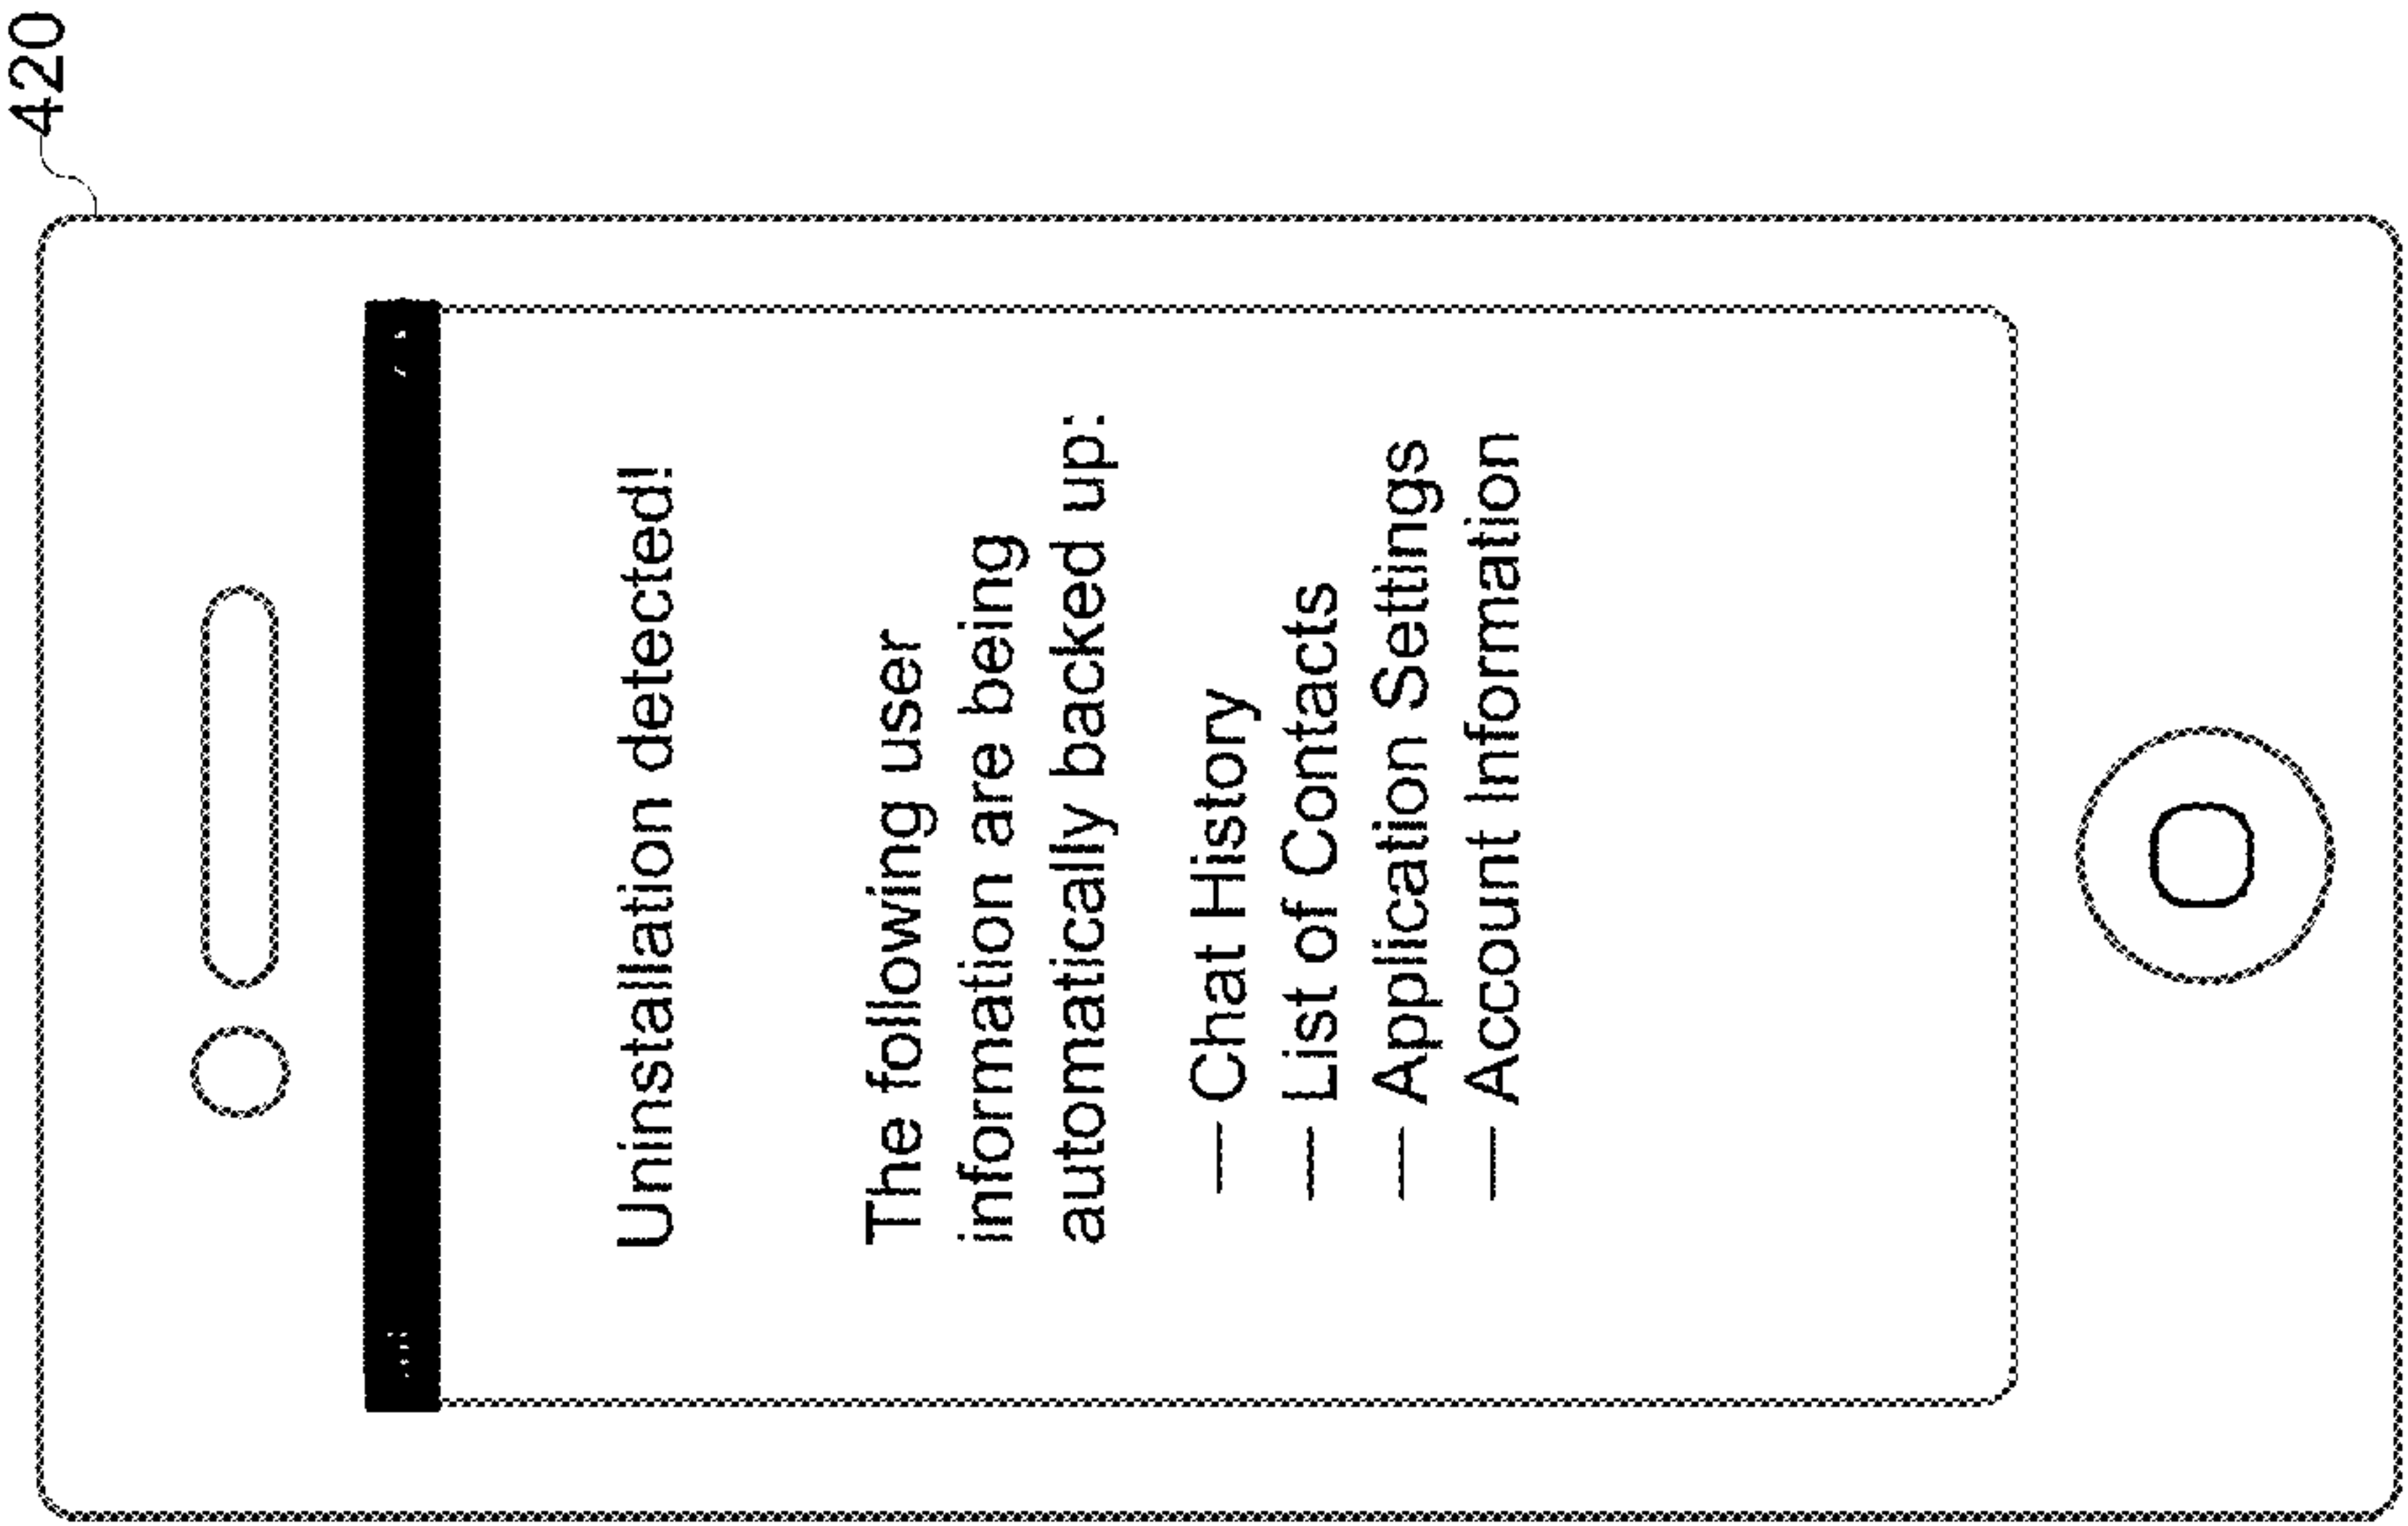 420
Uninstallation detected!
The following user
information are being
automatically backed up:
— Chat History
— List of Contacts
— Application Settings
— Account Information